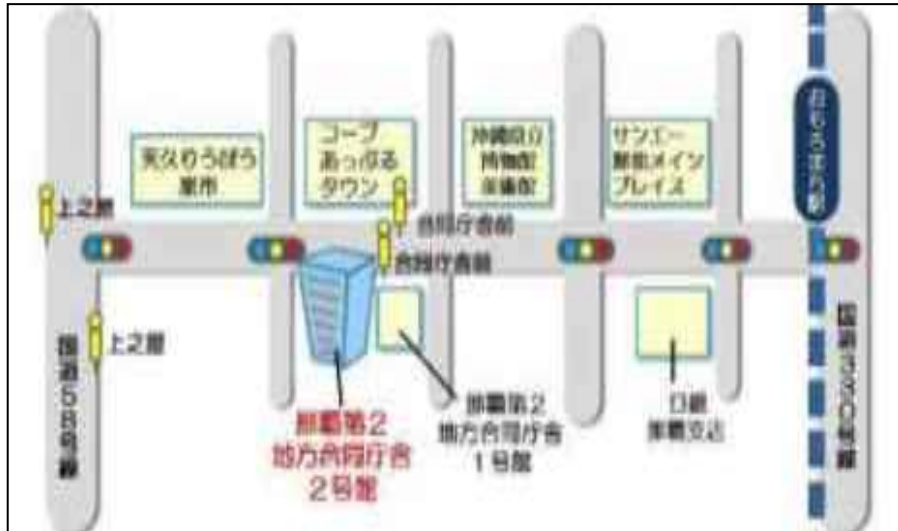 コープ
あっぷる
タウン
沖縄県立
博物館
美術館
サンエー
那覇メイン
プレイス
天久りうぼう
楽市
おもろまち駅
上之屋
合同庁舎前
合同庁舎前
上之屋
国道58号線
国道330号線
那覇第2
地方合同庁舎
2号館
那覇第2
地方合同庁舎
1号館
日銀
那覇支店